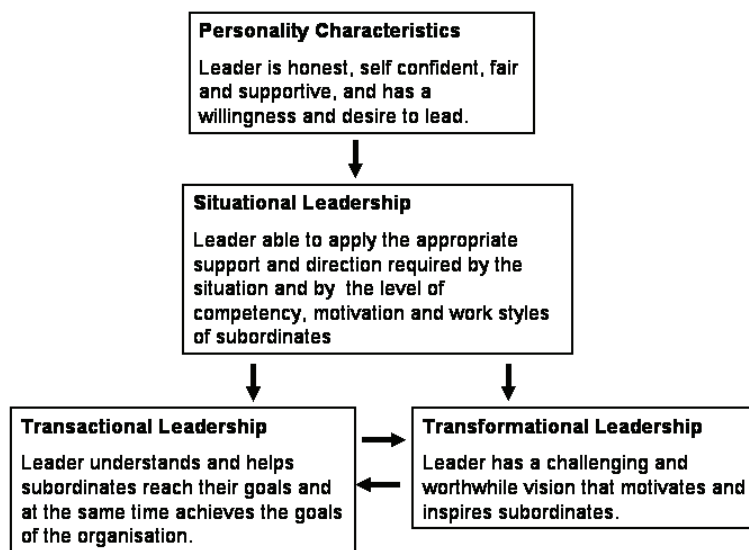 Personality Characteristics
Leader is honest, self confident, fair
and supportive, and has a
willingness and desire to lead.
Situational Leadership
Leader able to apply the appropriate
support and direction required by the
situation and by the level of
competency, motivation and work styles
of subordinates
Transactional Leadership
Leader understands and helps
subordinates reach their goals and
at the same time achieves the goals
of the organisation.
Transformational Leadership
Leader has a challenging and
worthwhile vision that motivates and
inspires subordinates.